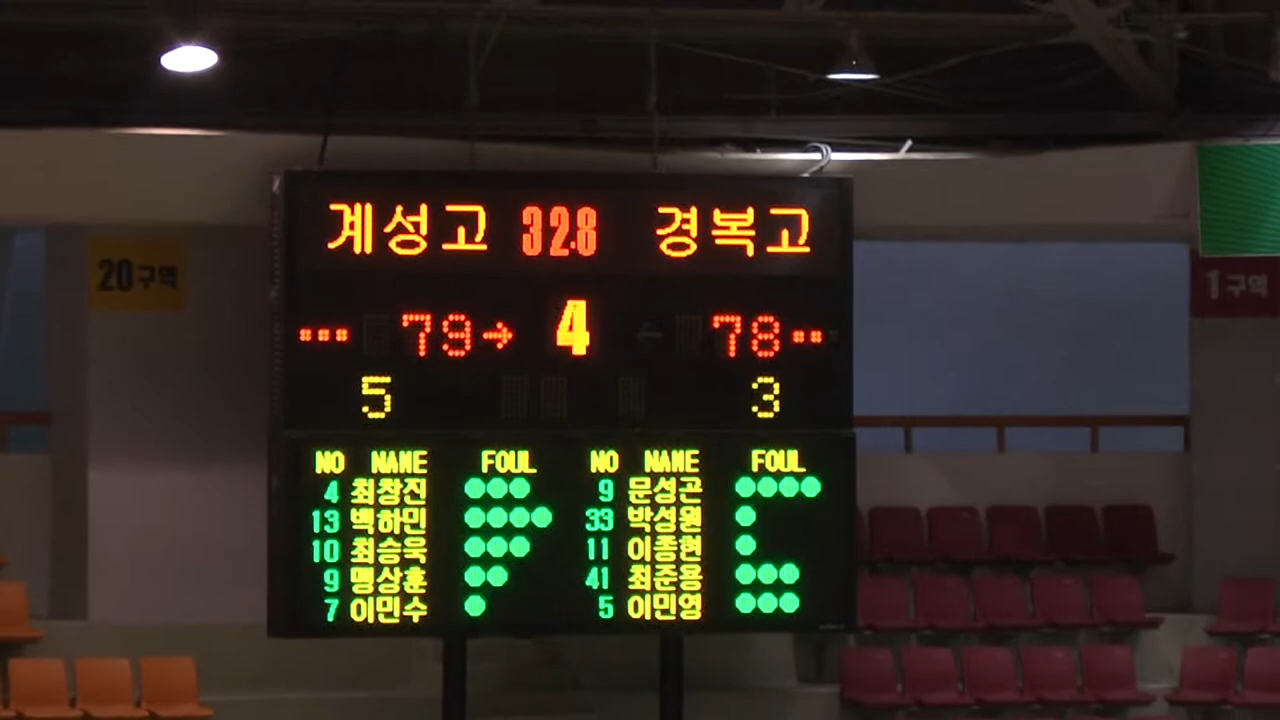 계성고 32.8 경복고
79 → 4 78
5 3
NO NAME FOUL NO NAME FOUL
4 최창진 9 문성곤
13 백하민 33 박성원
10 최승욱 11 이종현
9 맹상훈 41 최준용
7 이민수 5 이민영
20구역
1구역